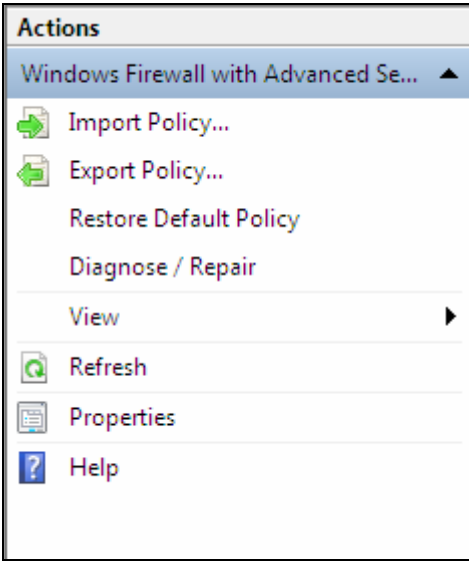 Actions
Windows Firewall with Advanced Se...
Import Policy...
Export Policy...
Restore Default Policy
Diagnose / Repair
View
Refresh
Properties
Help